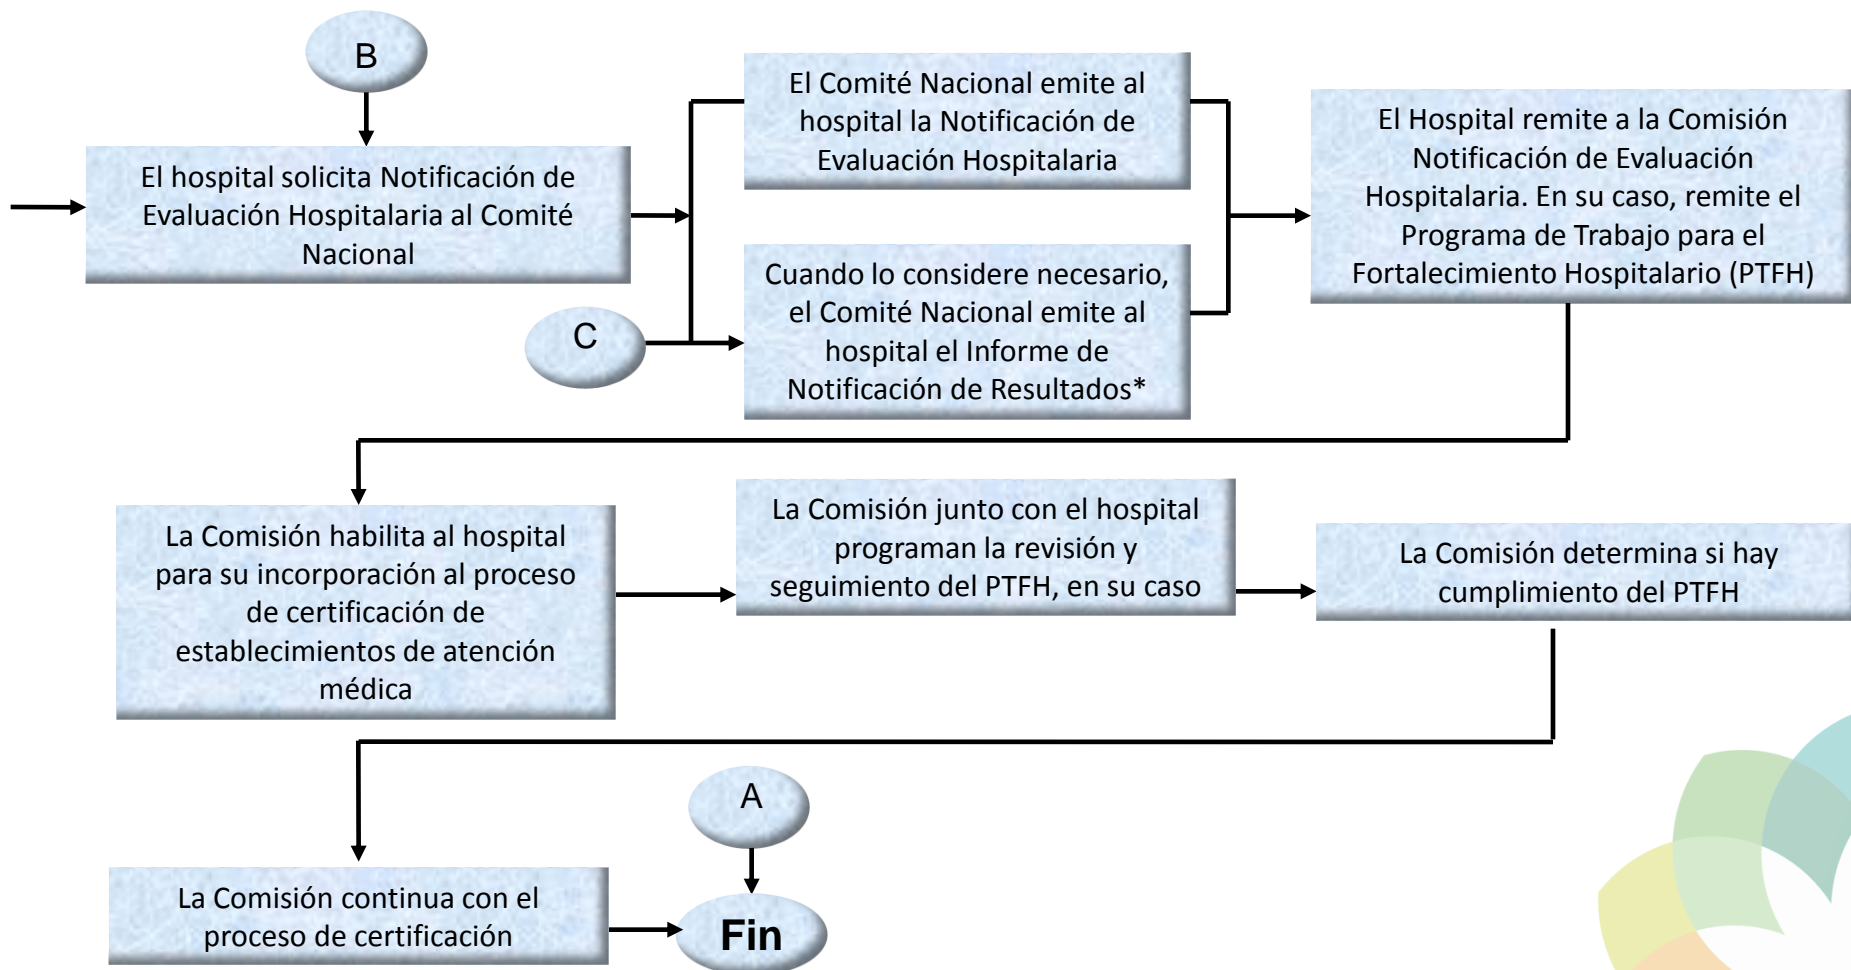 B
El hospital solicita Notificación de
Evaluación Hospitalaria al Comité
Nacional
El Comité Nacional emite al
hospital la Notificación de
Evaluación Hospitalaria
C
Cuando lo considere necesario,
el Comité Nacional emite al
hospital el Informe de
Notificación de Resultados*
El Hospital remite a la Comisión
Notificación de Evaluación
Hospitalaria. En su caso, remite el
Programa de Trabajo para el
Fortalecimiento Hospitalario (PTFH)
La Comisión habilita al hospital
para su incorporación al proceso
de certificación de
establecimientos de atención
médica
La Comisión junto con el hospital
programan la revisión y
seguimiento del PTFH, en su caso
La Comisión determina si hay
cumplimiento del PTFH
La Comisión continua con el
proceso de certificación
A
Fin